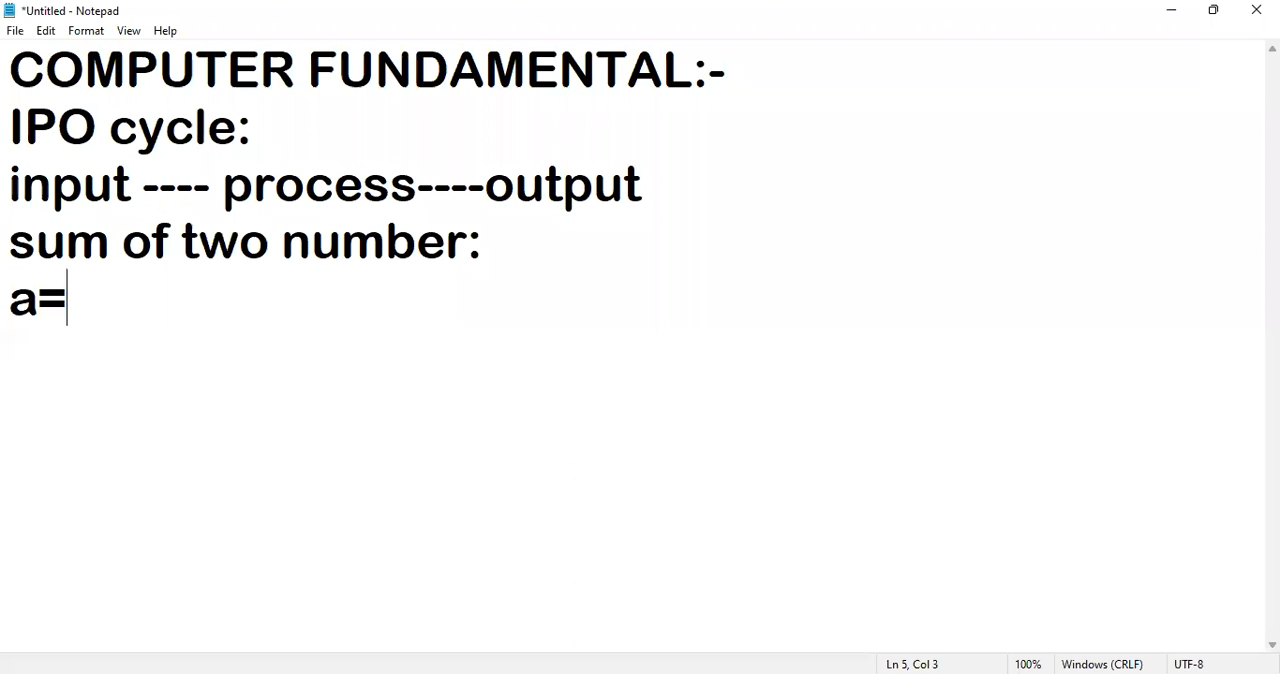 *Untitled - Notepad
File Edit Format View Help
COMPUTER FUNDAMENTAL:-
IPO cycle:
input ---- process----output
sum of two number:
a=
Ln 5, Col 3 100% Windows (CRLF) UTF-8